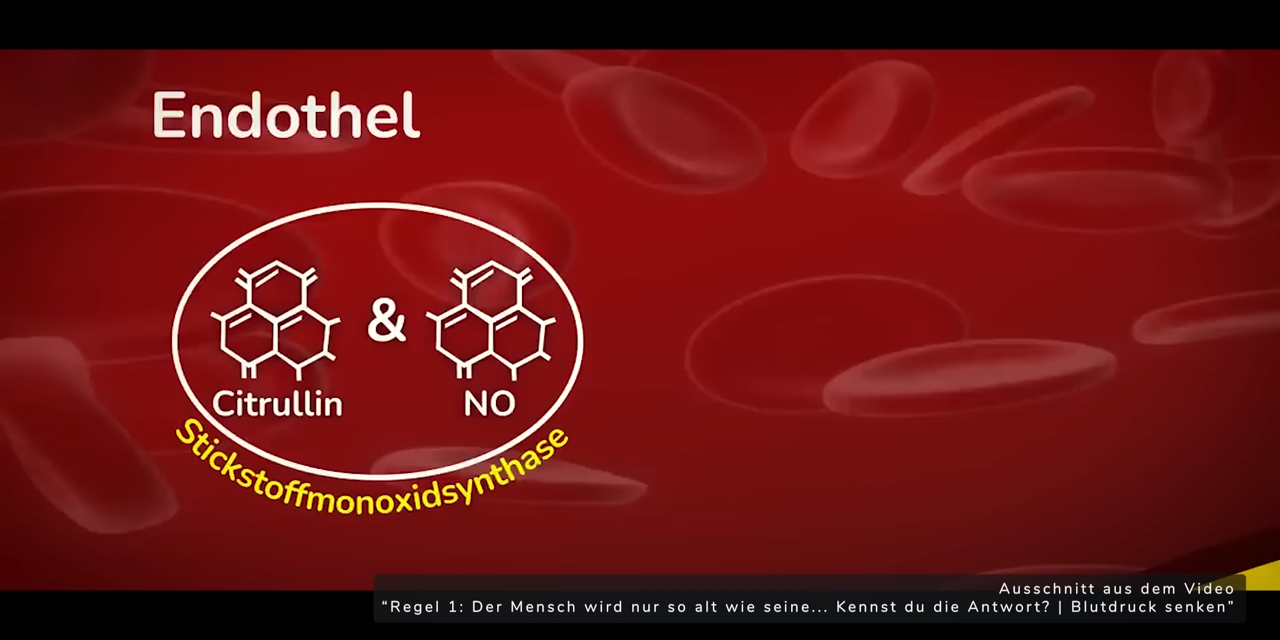 Endothel
&
Citrullin
NO
Stickstoffmonoxidsynthase
Ausschnitt aus dem Video
“Regel 1: Der Mensch wird nur so alt wie seine... Kennst du die Antwort? | Blutdruck senken”